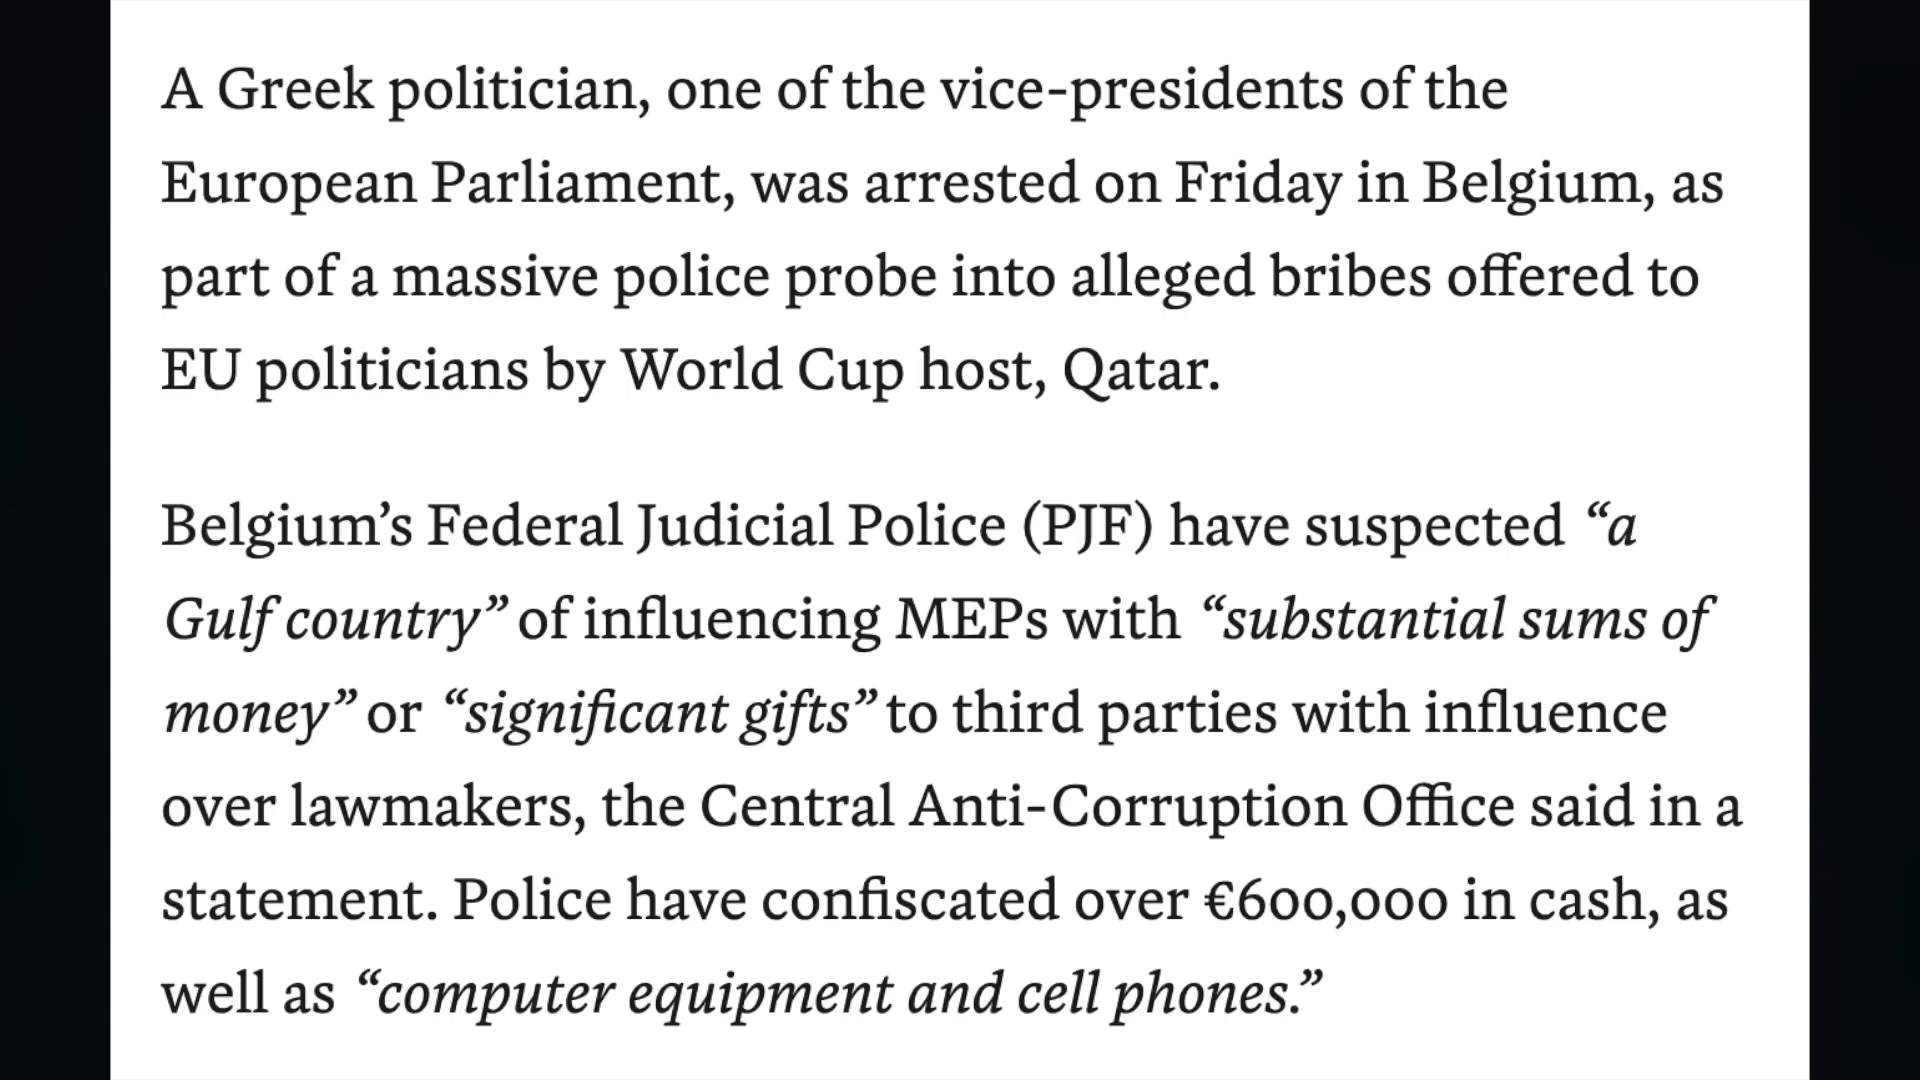 A Greek politician, one of the vice-presidents of the
European Parliament, was arrested on Friday in Belgium, as
part of a massive police probe into alleged bribes offered to
EU politicians by World Cup host, Qatar.
Belgium’s Federal Judicial Police (PJF) have suspected “a
Gulf country” of influencing MEPs with “substantial sums of
money” or “significant gifts” to third parties with influence
over lawmakers, the Central Anti-Corruption Office said in a
statement. Police have confiscated over €600,000 in cash, as
well as “computer equipment and cell phones.”